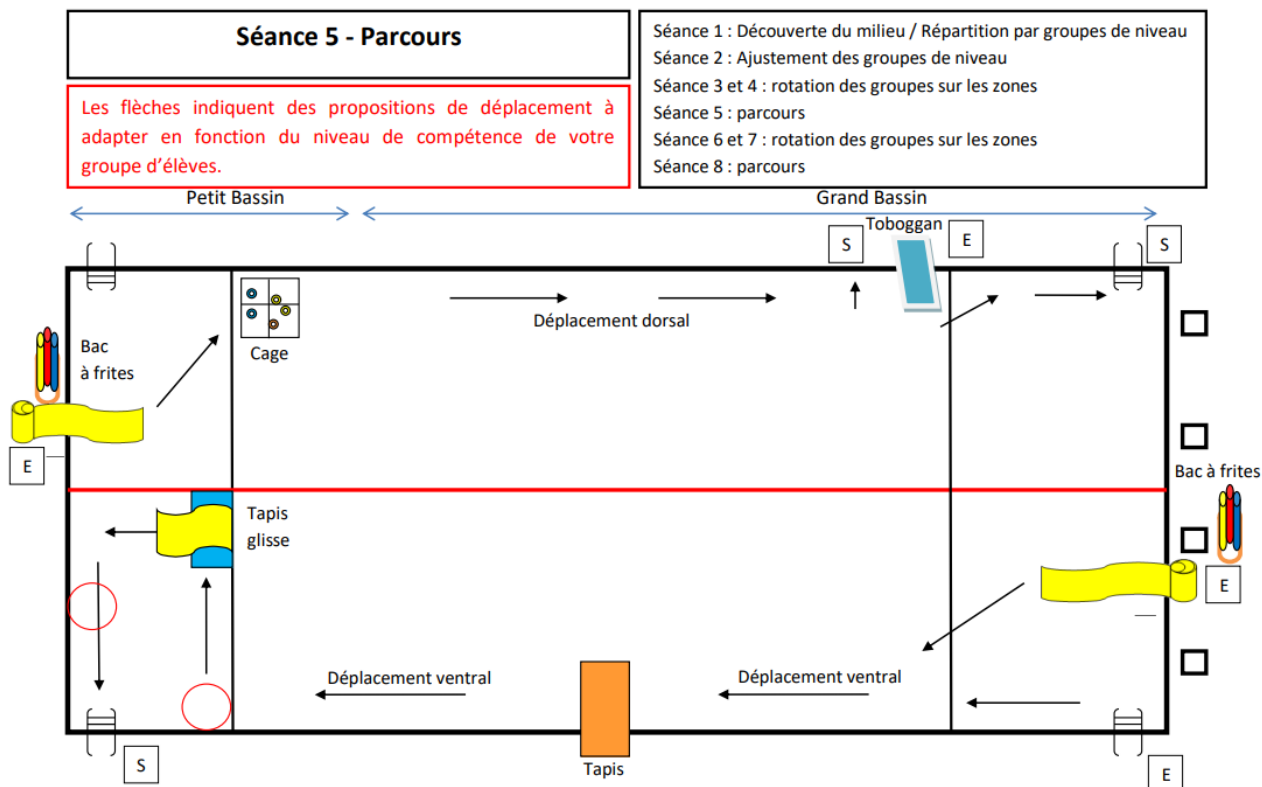 Séance 5 - Parcours
Les flèches indiquent des propositions de déplacement à
adapter en fonction du niveau de compétence de votre
groupe d’élèves.
Séance 1 : Découverte du milieu / Répartition par groupes de niveau
Séance 2 : Ajustement des groupes de niveau
Séance 3 et 4 : rotation des groupes sur les zones
Séance 5 : parcours
Séance 6 et 7 : rotation des groupes sur les zones
Séance 8 : parcours
Petit Bassin
Grand Bassin
Toboggan
S
E
S
Bac
à frites
Cage
Déplacement dorsal
E
Bac à frites
Tapis
glisse
E
Déplacement ventral
Déplacement ventral
S
Tapis
E